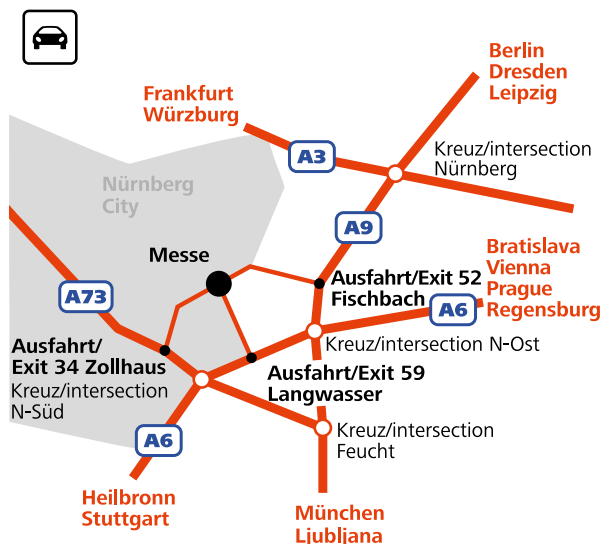 Berlin
Dresden
Leipzig
Frankfurt
Würzburg
A3
Kreuz/intersection
Nürnberg
Nürnberg
City
A9
Messe
Bratislava
Vienna
Prague
Regensburg
Ausfahrt/Exit 52
Fischbach
A73
A6
Ausfahrt/
Exit 34 Zollhaus
Kreuz/intersection
N-Süd
Kreuz/intersection N-Ost
Ausfahrt/Exit 59
Langwasser
A6
Kreuz/intersection
Feucht
Heilbronn
Stuttgart
München
Ljubljana